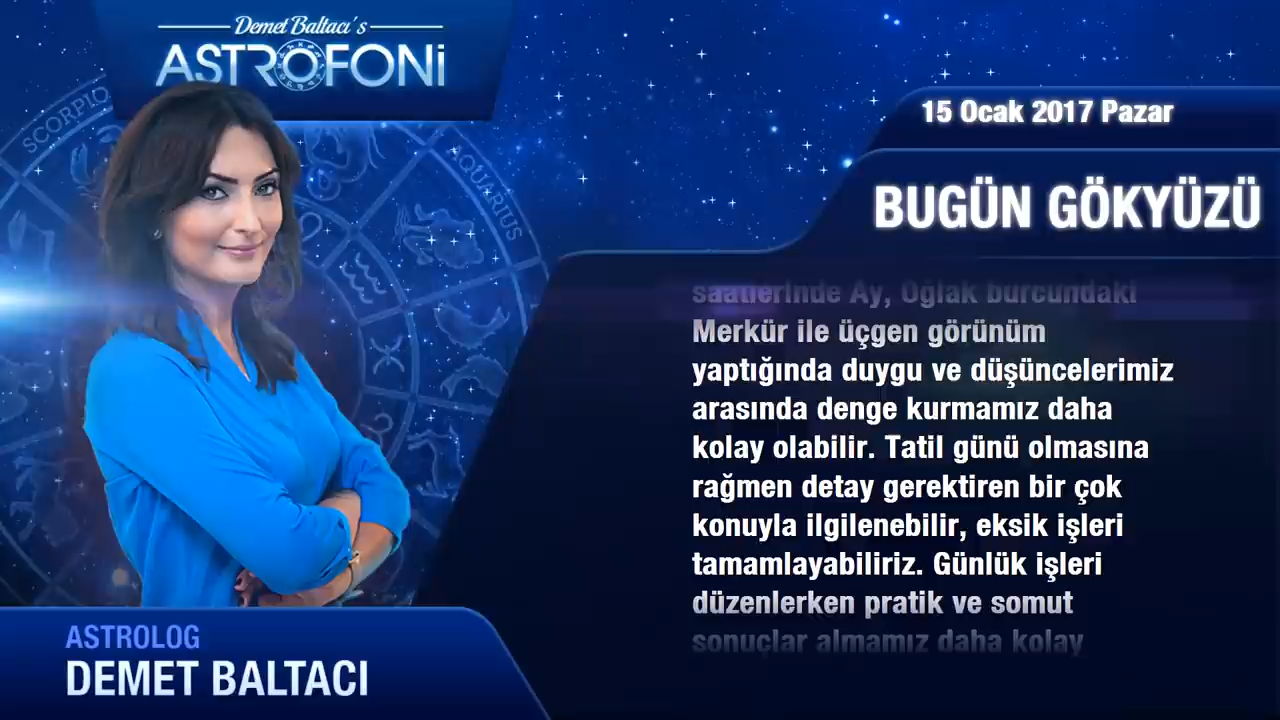 Demet Baltacı's
ASTROFONi
SCORPIO
AQUARIUS
15 Ocak 2017 Pazar
BUGÜN GÖKYÜZÜ
saatlerinde Ay, Oğlak burcundaki
Merkür ile üçgen görünüm
yaptığında duygu ve düşüncelerimiz
arasında denge kurmamız daha
kolay olabilir. Tatil günü olmasına
rağmen detay gerektiren bir çok
konuyla ilgilenebilir, eksik işleri
tamamlayabiliriz. Günlük işleri
düzenlerken pratik ve somut
sonuçlar almamız daha kolay
ASTROLOG
DEMET BALTACI